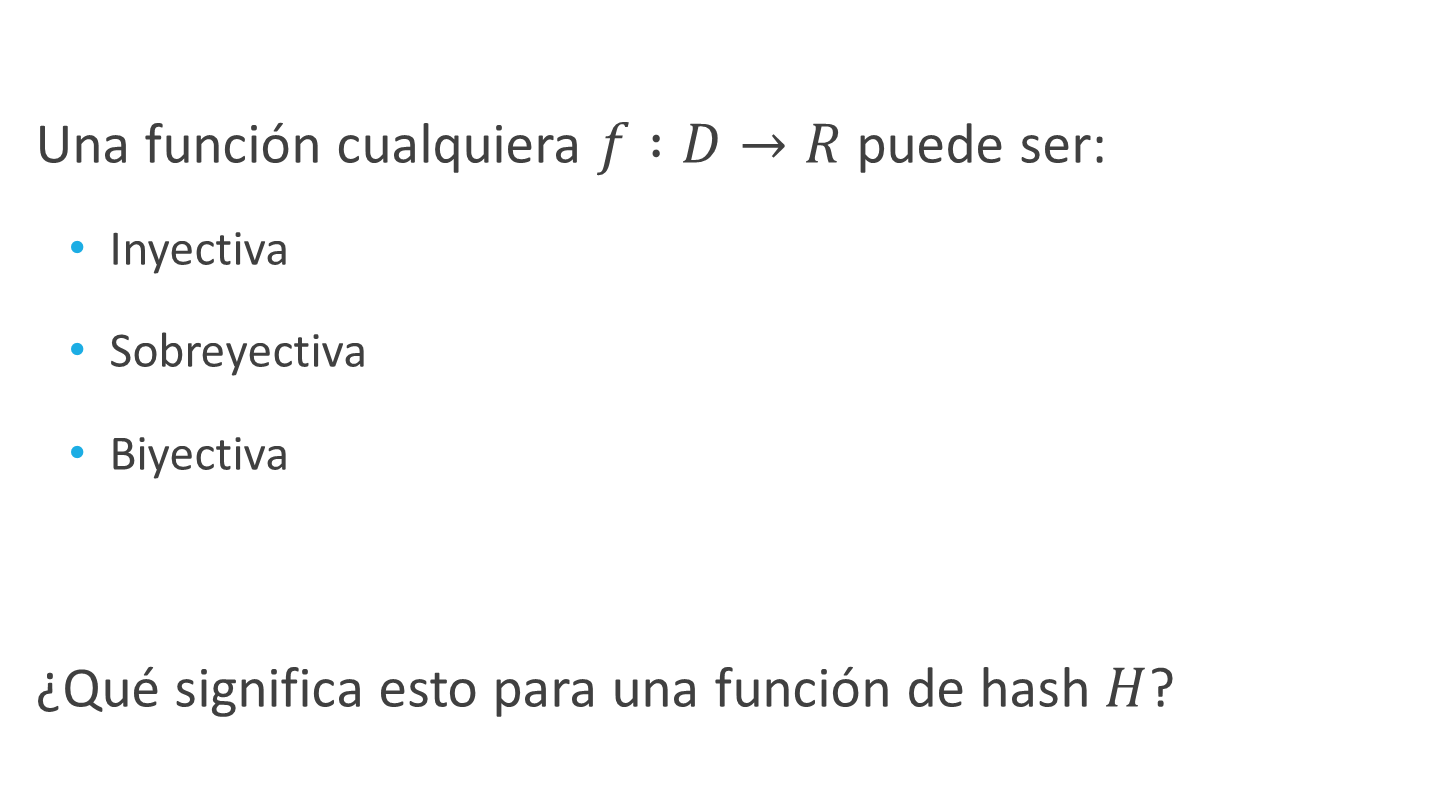 Una función cualquiera 𝑓 : 𝐷 → 𝑅 puede ser:
• Inyectiva
• Sobreyectiva
• Biyectiva
¿Qué significa esto para una función de hash 𝐻?